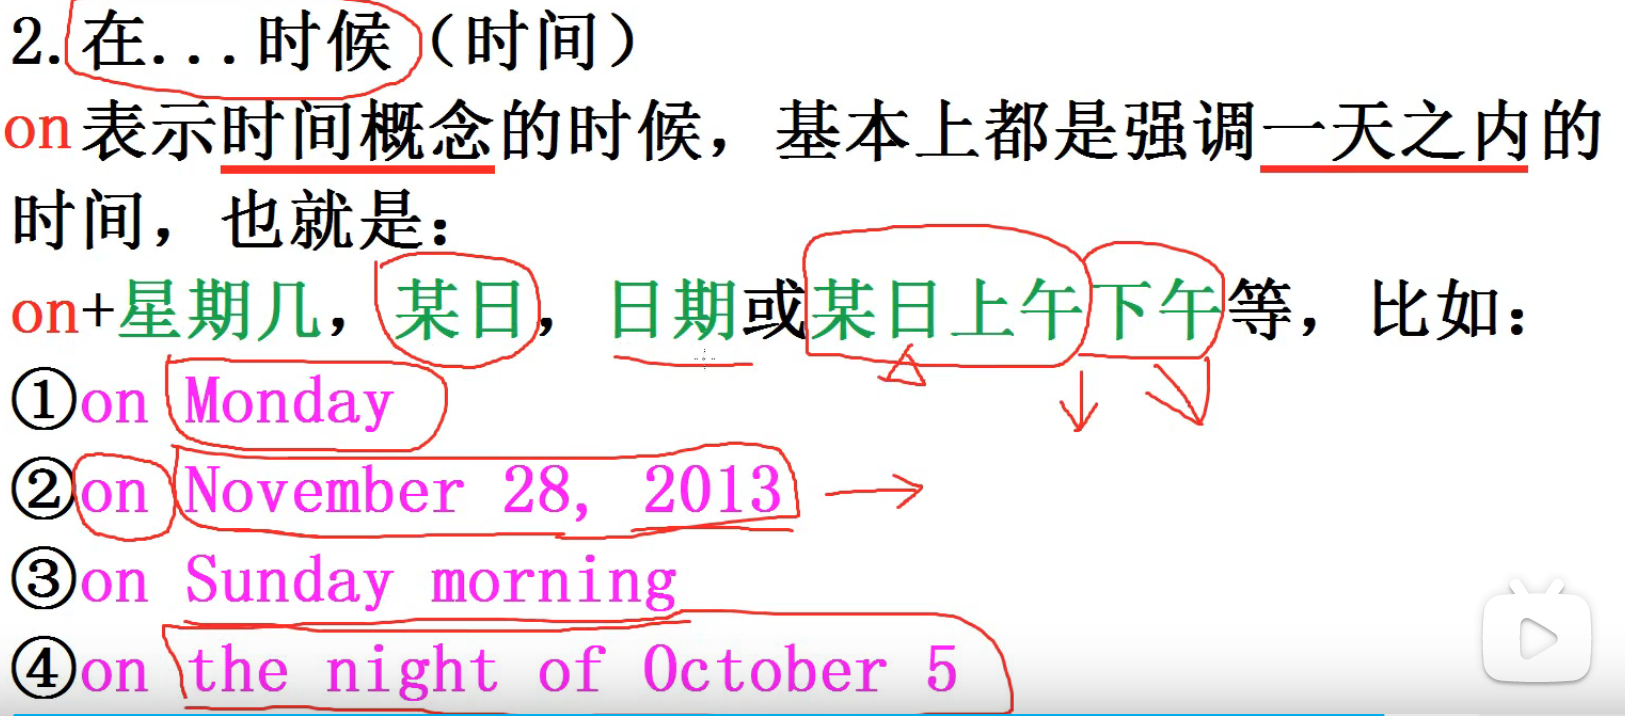 2.在...时候（时间）
on表示时间概念的时候，基本上都是强调一天之内的
时间，也就是：
on+星期几，某日，日期或某日上午下午等，比如：
①on Monday
②on November 28, 2013
③on Sunday morning
④on the night of October 5